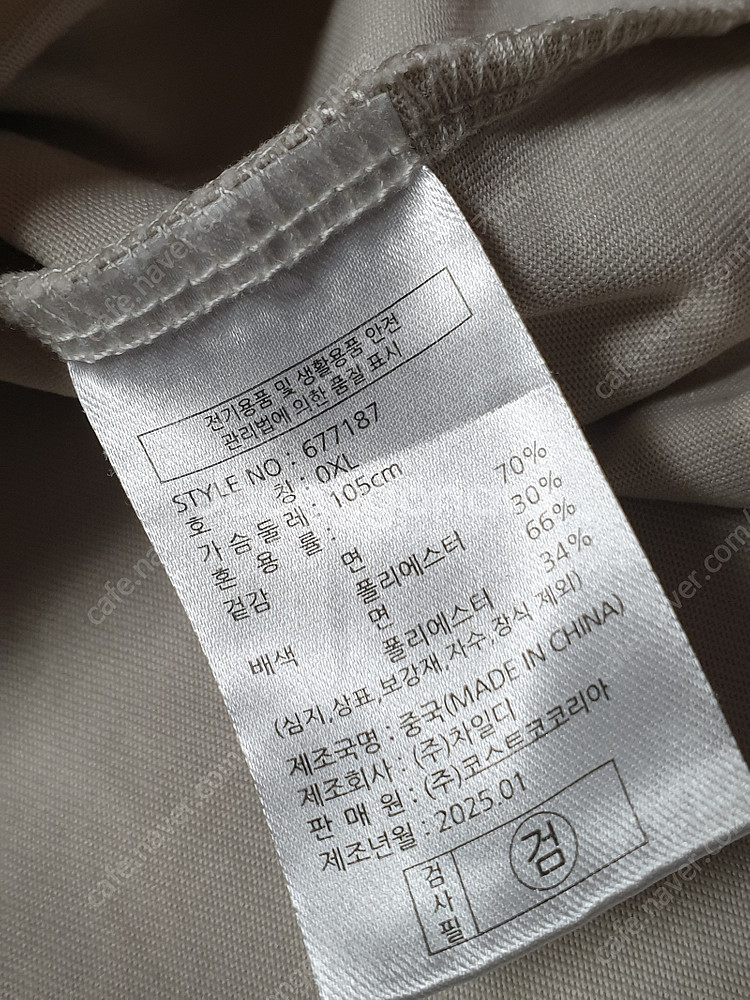 전기용품 및 생활용품 안전
관리법에 의한 품질 표시
STYLE NO : 677187
호 칭 : 0XL
가 슴 둘 레 : 105cm
혼 용 률 :
겉감 면 70%
폴리에스터 30%
배색 면 66%
폴리에스터 34%
(심지,상표,보강재,자수,장식 제외)
제조국명 : 중국(MADE IN CHINA)
제조회사 : (주)차일디
판 매 원 : (주)코스트코코리아
제조년월 : 2025.01
검사필 검
cafe.naver.com